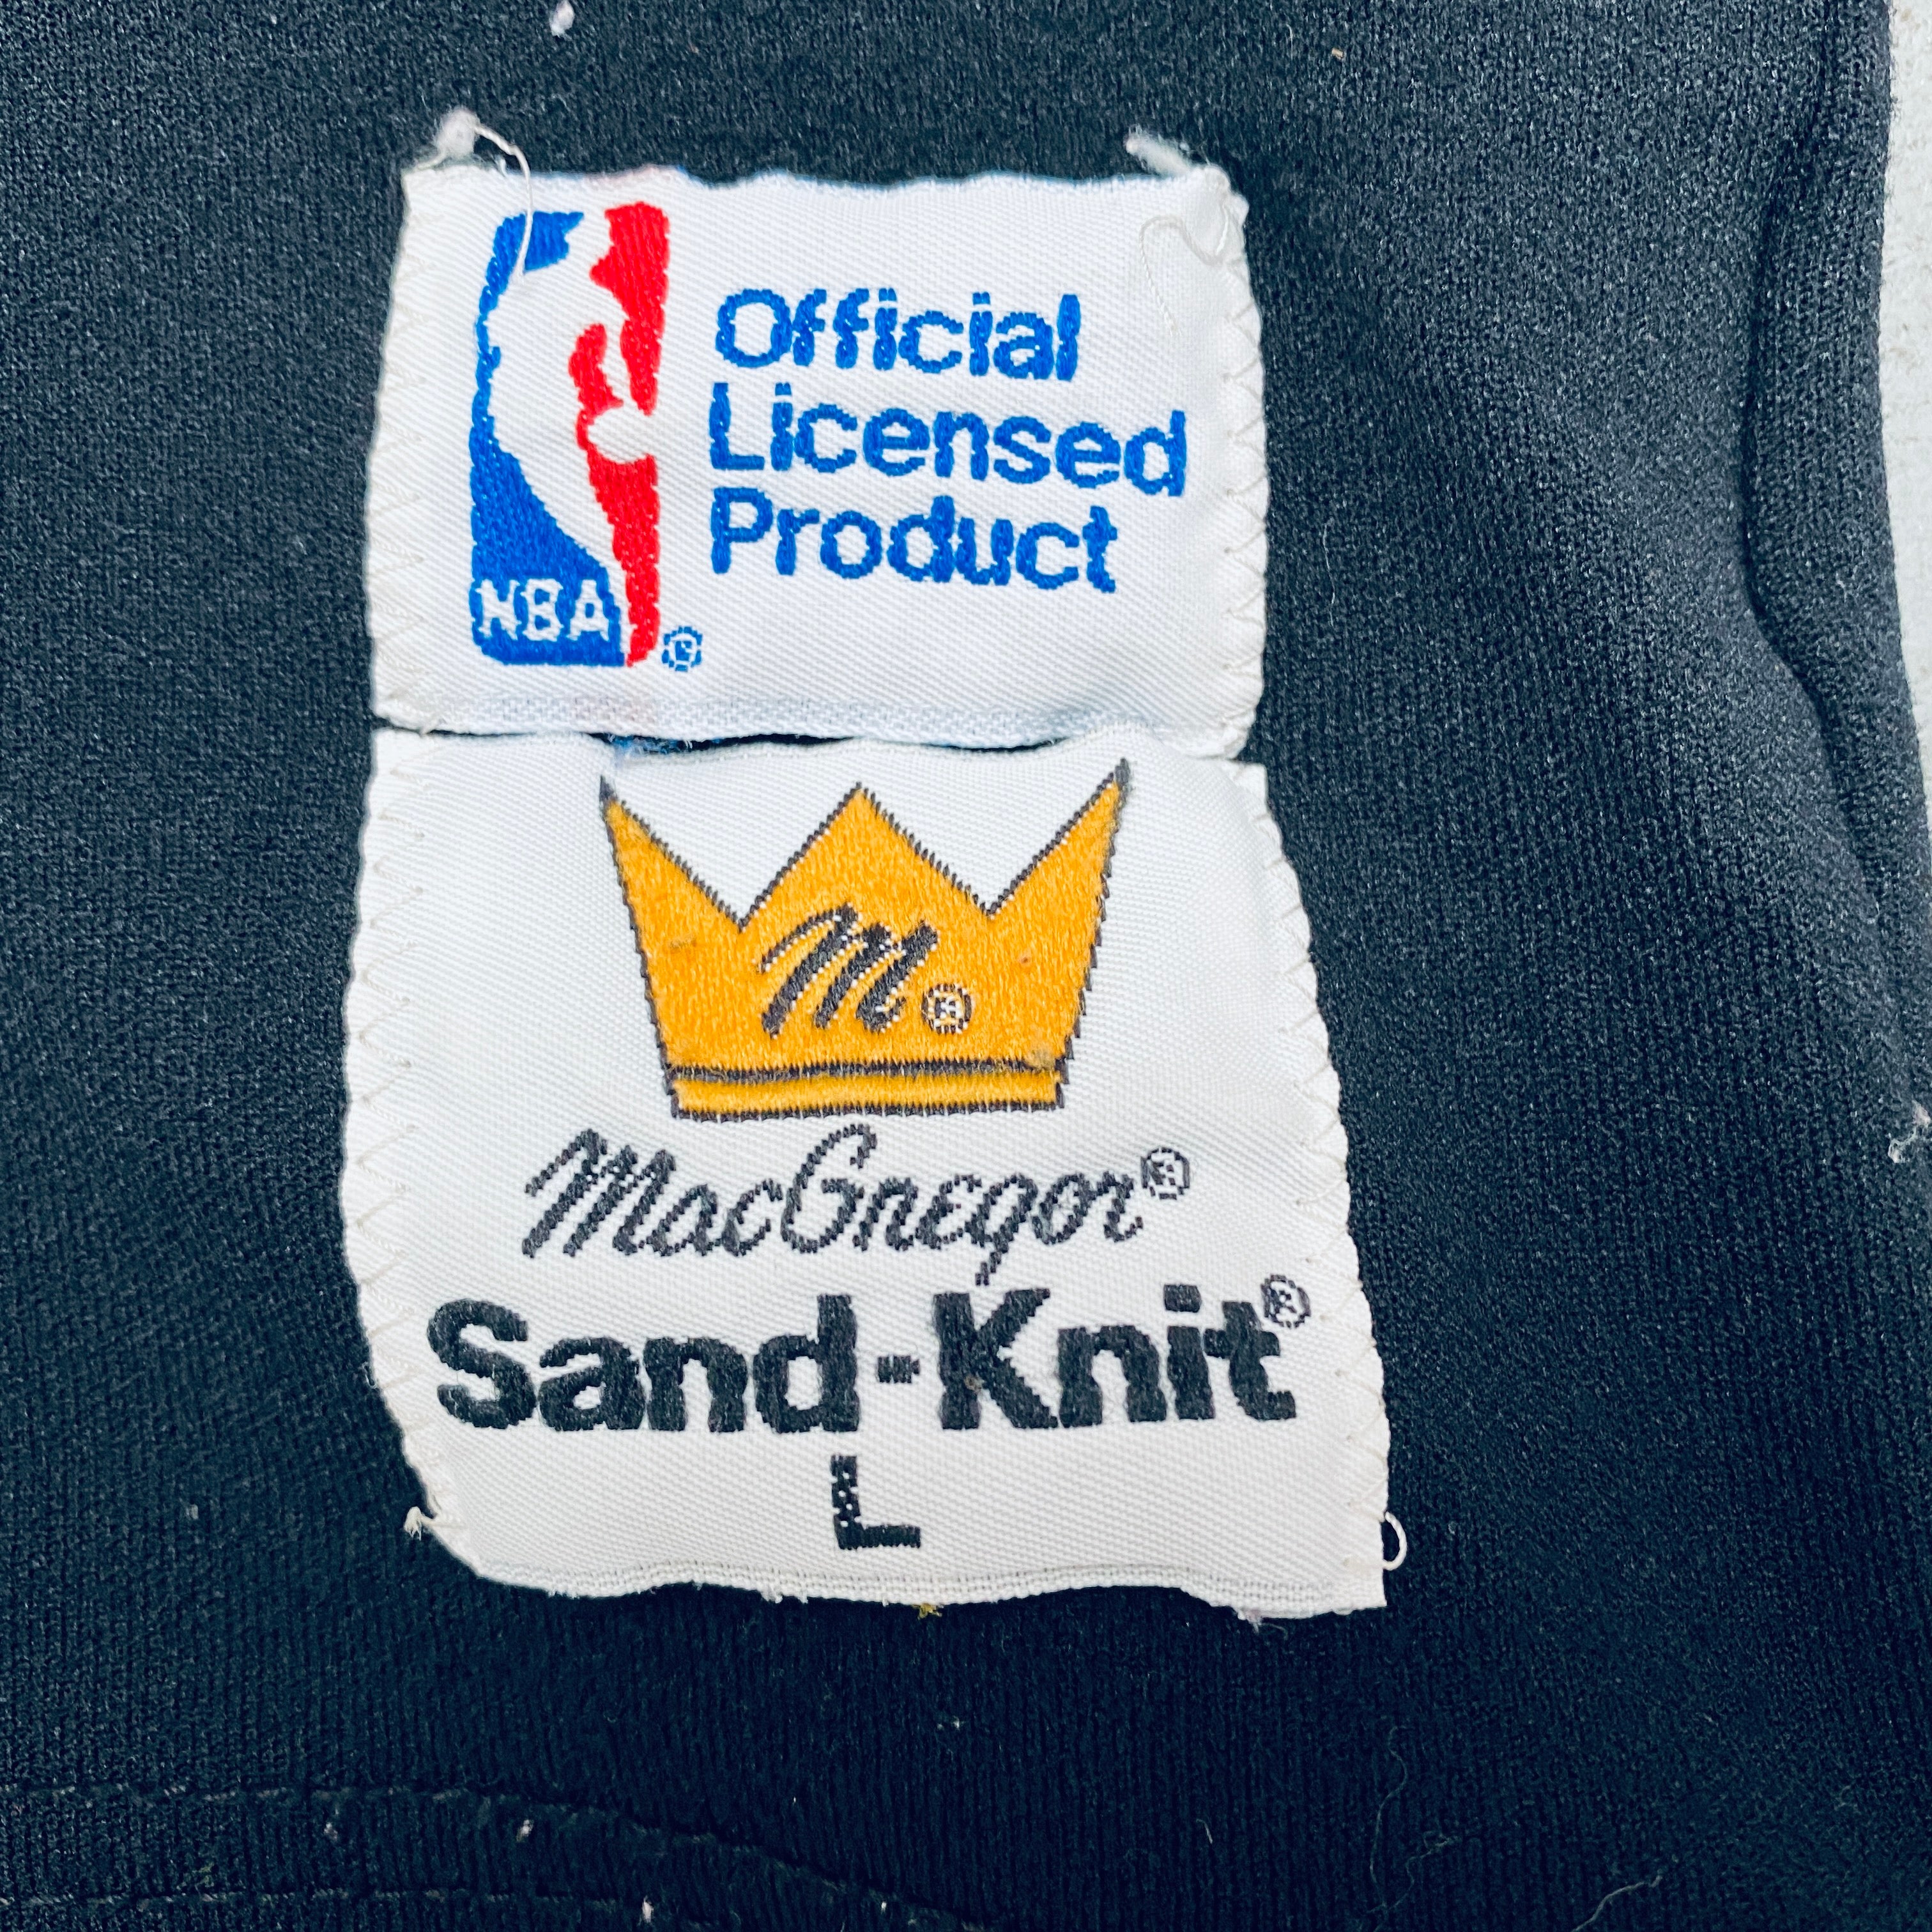 Official
Licensed
Product
NBA ®
M ®
MacGregor®
Sand-Knit®
L